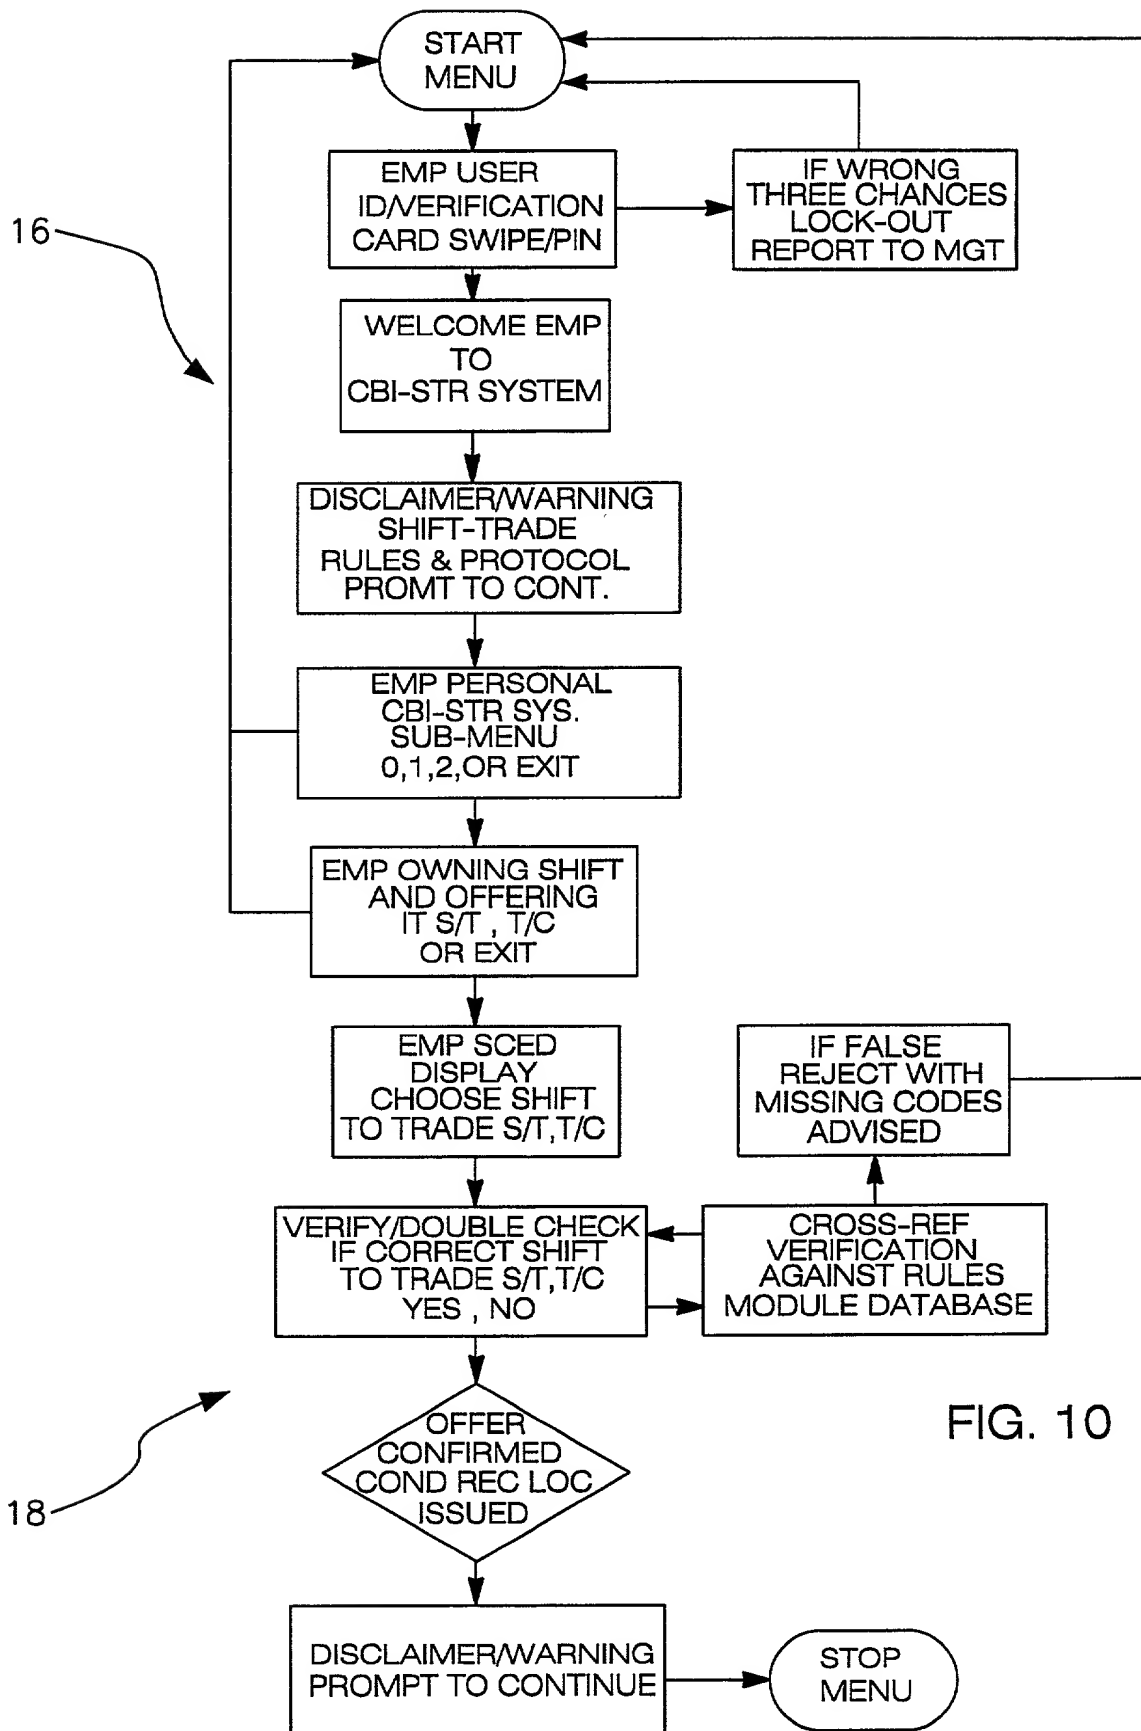 START
MENU
EMP USER
ID/VERIFICATION
CARD SWIPE/PIN
IF WRONG
THREE CHANCES
LOCK-OUT
REPORT TO MGT
16
WELCOME EMP
TO
CBI-STR SYSTEM
DISCLAIMER/WARNING
SHIFT-TRADE
RULES & PROTOCOL
PROMT TO CONT.
EMP PERSONAL
CBI-STR SYS.
SUB-MENU
0,1,2,OR EXIT
EMP OWNING SHIFT
AND OFFERING
IT S/T , T/C
OR EXIT
EMP SCED
DISPLAY
CHOOSE SHIFT
TO TRADE S/T,T/C
IF FALSE
REJECT WITH
MISSING CODES
ADVISED
VERIFY/DOUBLE CHECK
IF CORRECT SHIFT
TO TRADE S/T,T/C
YES , NO
CROSS-REF
VERIFICATION
AGAINST RULES
MODULE DATABASE
OFFER
CONFIRMED
COND REC LOC
ISSUED
FIG. 10
18
DISCLAIMER/WARNING
PROMPT TO CONTINUE
STOP
MENU